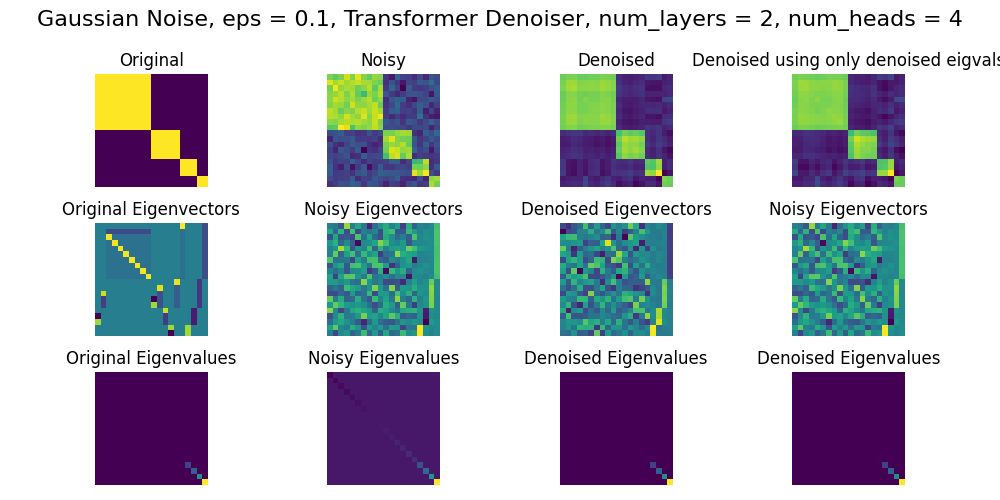 Gaussian Noise, eps = 0.1, Transformer Denoiser, num_layers = 2, num_heads = 4
Original
Noisy
Denoised
Denoised using only denoised eigvals
Original Eigenvectors
Noisy Eigenvectors
Denoised Eigenvectors
Noisy Eigenvectors
Original Eigenvalues
Noisy Eigenvalues
Denoised Eigenvalues
Denoised Eigenvalues